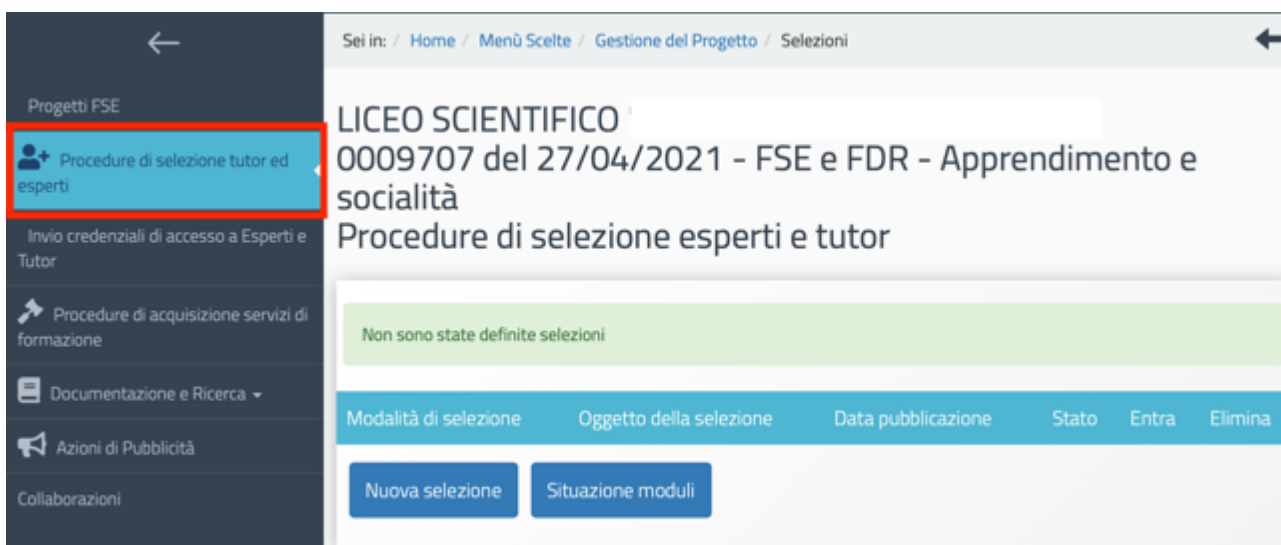 Sei in: / Home / Menù Scelte / Gestione del Progetto / Selezioni
Progetti FSE
Procedure di selezione tutor ed
esperti
Invio credenziali di accesso a Esperti e
Tutor
Procedure di acquisizione servizi di
formazione
Documentazione e Ricerca
Azioni di Pubblicità
Collaborazioni
LICEO SCIENTIFICO
0009707 del 27/04/2021 - FSE e FDR - Apprendimento e
socialità
Procedure di selezione esperti e tutor
Non sono state definite selezioni
Modalità di selezione Oggetto della selezione Data pubblicazione Stato Entra Elimina
Nuova selezione Situazione moduli